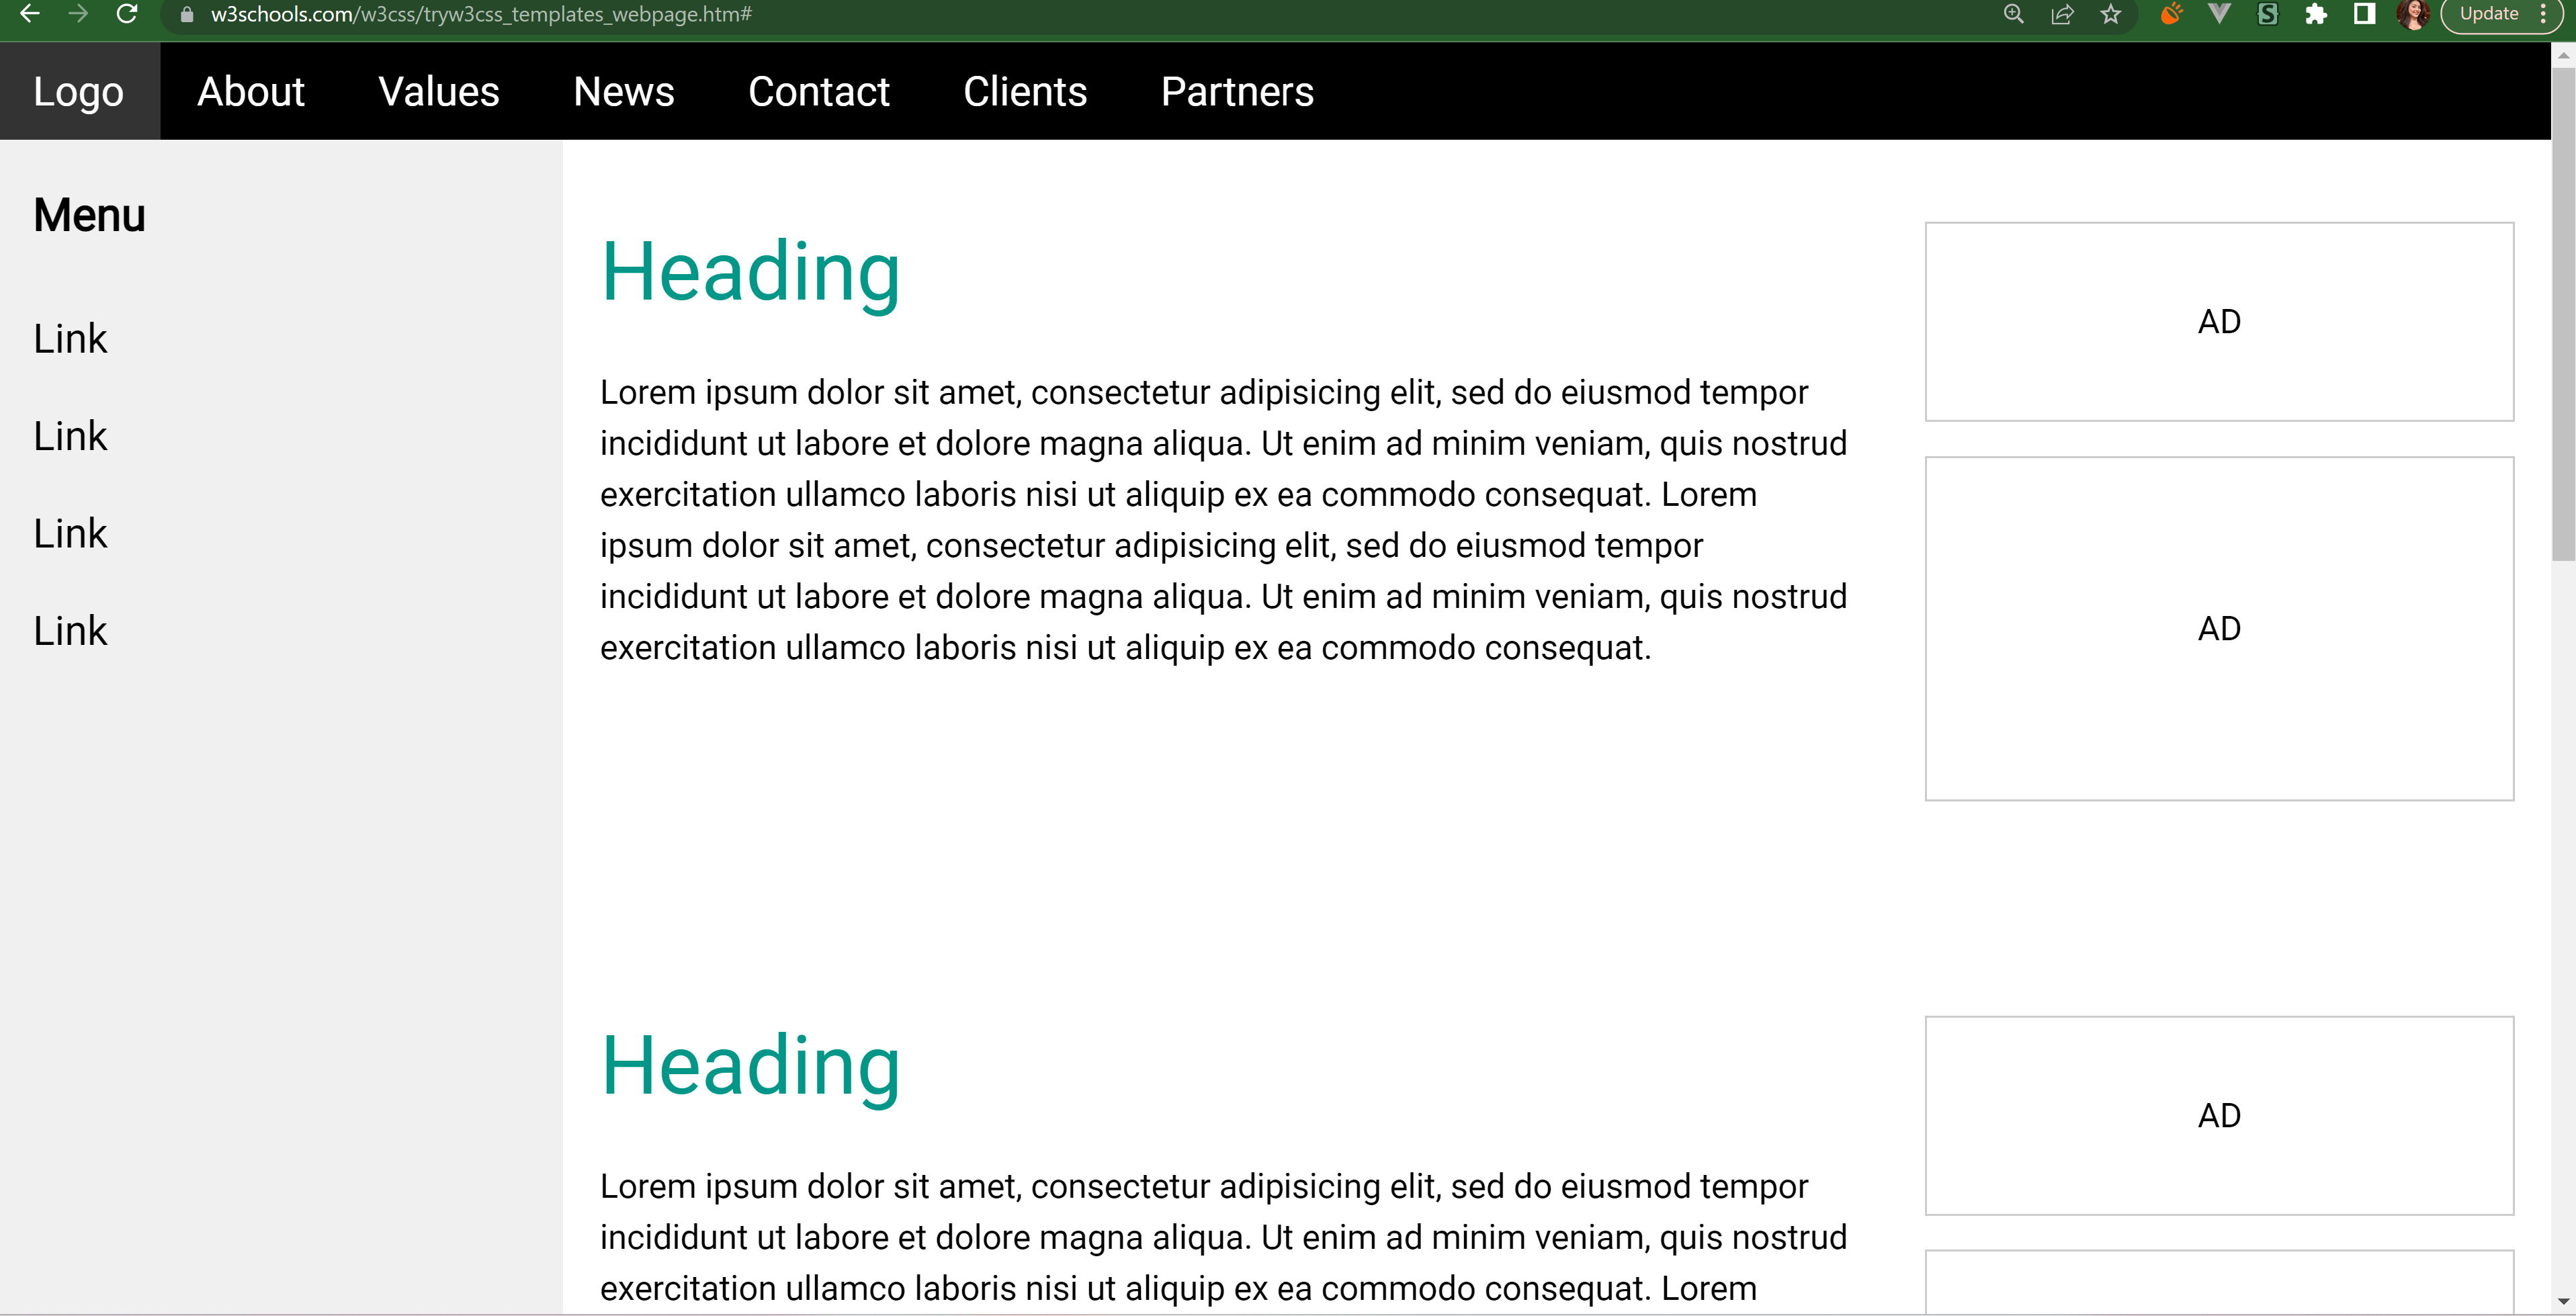 w3schools.com/w3css/tryw3css_templates_webpage.htm#
Update
Logo About Values News Contact Clients Partners
Menu
Link
Link
Link
Link
Heading
Lorem ipsum dolor sit amet, consectetur adipisicing elit, sed do eiusmod tempor
incididunt ut labore et dolore magna aliqua. Ut enim ad minim veniam, quis nostrud
exercitation ullamco laboris nisi ut aliquip ex ea commodo consequat. Lorem
ipsum dolor sit amet, consectetur adipisicing elit, sed do eiusmod tempor
incididunt ut labore et dolore magna aliqua. Ut enim ad minim veniam, quis nostrud
exercitation ullamco laboris nisi ut aliquip ex ea commodo consequat.
AD
AD
Heading
Lorem ipsum dolor sit amet, consectetur adipisicing elit, sed do eiusmod tempor
incididunt ut labore et dolore magna aliqua. Ut enim ad minim veniam, quis nostrud
exercitation ullamco laboris nisi ut aliquip ex ea commodo consequat. Lorem
AD